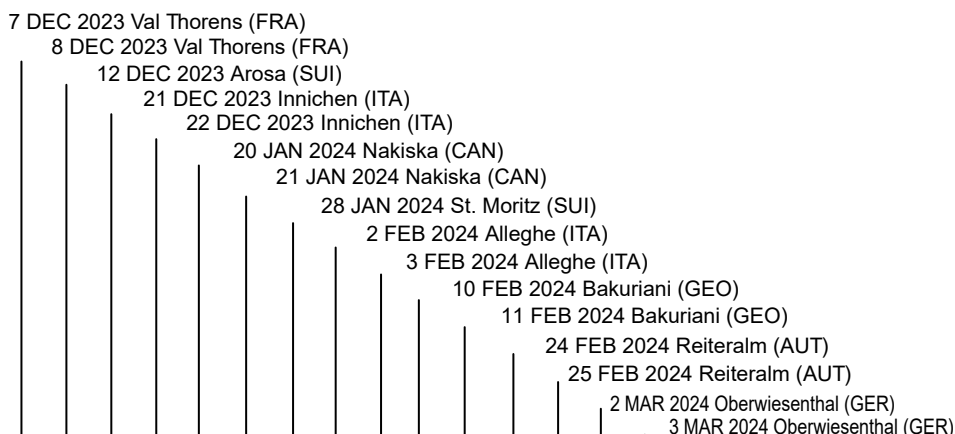 7 DEC 2023 Val Thorens (FRA)
8 DEC 2023 Val Thorens (FRA)
12 DEC 2023 Arosa (SUI)
21 DEC 2023 Innichen (ITA)
22 DEC 2023 Innichen (ITA)
20 JAN 2024 Nakiska (CAN)
21 JAN 2024 Nakiska (CAN)
28 JAN 2024 St. Moritz (SUI)
2 FEB 2024 Alleghe (ITA)
3 FEB 2024 Alleghe (ITA)
10 FEB 2024 Bakuriani (GEO)
11 FEB 2024 Bakuriani (GEO)
24 FEB 2024 Reiteralm (AUT)
25 FEB 2024 Reiteralm (AUT)
2 MAR 2024 Oberwiesenthal (GER)
3 MAR 2024 Oberwiesenthal (GER)